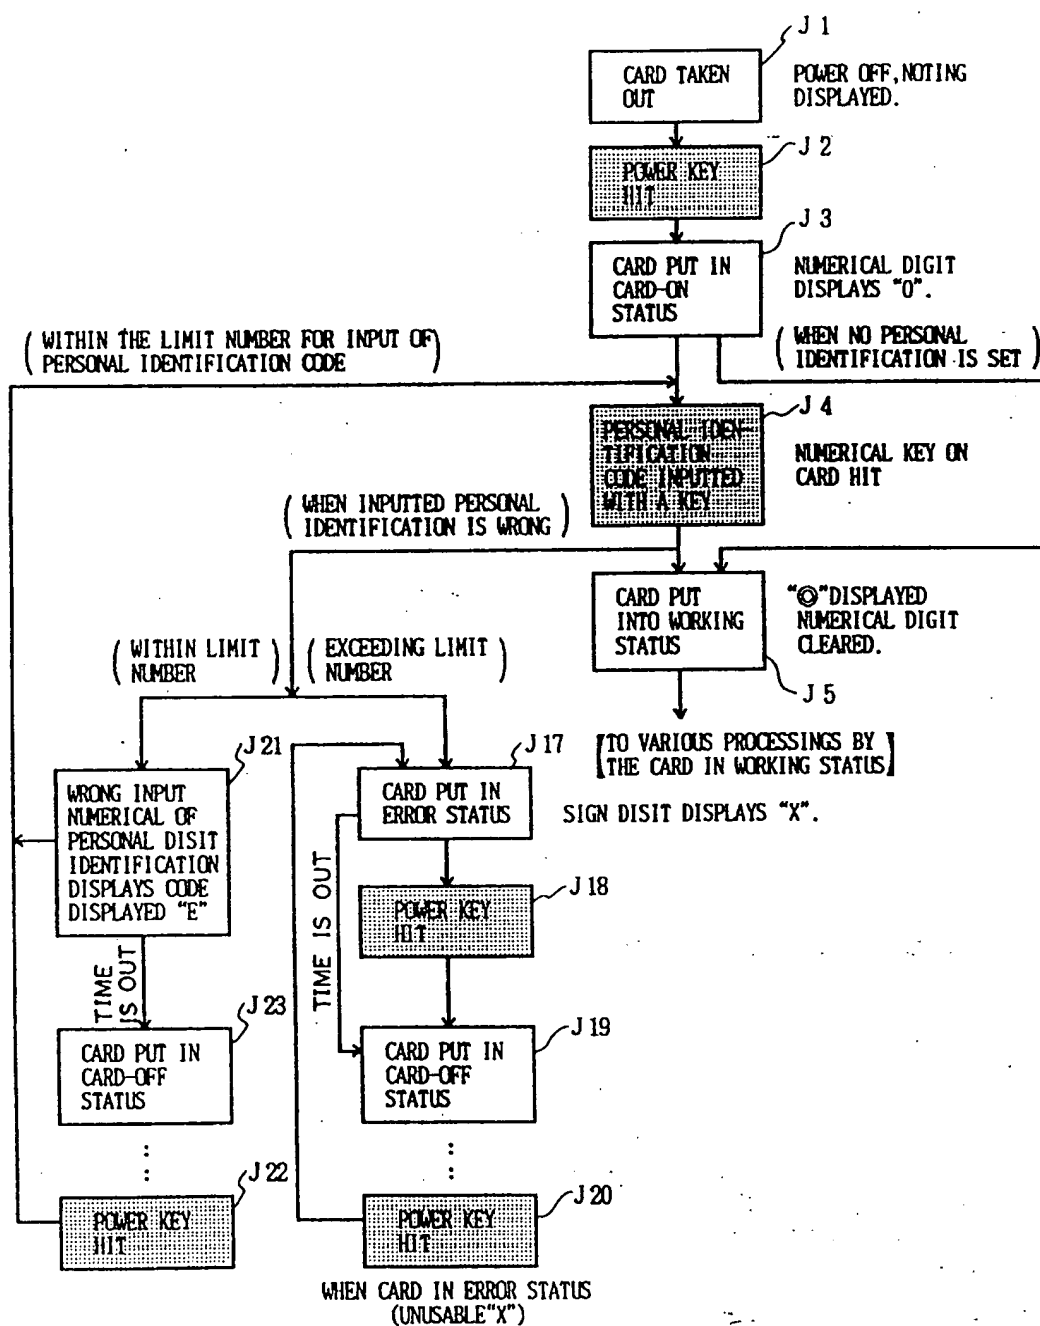 J 1
CARD TAKEN
OUT
POWER OFF, NOTING
DISPLAYED.
J 2
POWER KEY
HIT
J 3
CARD PUT IN
CARD-ON
STATUS
NUMERICAL DIGIT
DISPLAYS "0".
(WITHIN THE LIMIT NUMBER FOR INPUT OF
PERSONAL IDENTIFICATION CODE)
(WHEN NO PERSONAL
IDENTIFICATION IS SET)
J 4
PERSONAL IDEN-
TIFICATION
CODE INPUTTED
WITH A KEY
NUMERICAL KEY ON
CARD HIT
(WHEN INPUTTED PERSONAL
IDENTIFICATION IS WRONG)
CARD PUT
INTO WORKING
STATUS
"◎"DISPLAYED
NUMERICAL DIGIT
CLEARED.
J 5
(WITHIN LIMIT
NUMBER)
(EXCEEDING LIMIT
NUMBER)
[TO VARIOUS PROCESSINGS BY
THE CARD IN WORKING STATUS]
J 21
WRONG INPUT
NUMERICAL OF
PERSONAL DISIT
IDENTIFICATION
DISPLAYS CODE
DISPLAYED "E"
J 17
CARD PUT IN
ERROR STATUS
SIGN DISIT DISPLAYS "X".
J 18
POWER KEY
HIT
TIME IS OUT
TIME
IS OUT
J 23
CARD PUT IN
CARD-OFF
STATUS
J 19
CARD PUT IN
CARD-OFF
STATUS
J 22
POWER KEY
HIT
J 20
POWER KEY
HIT
WHEN CARD IN ERROR STATUS
(UNUSABLE"X")